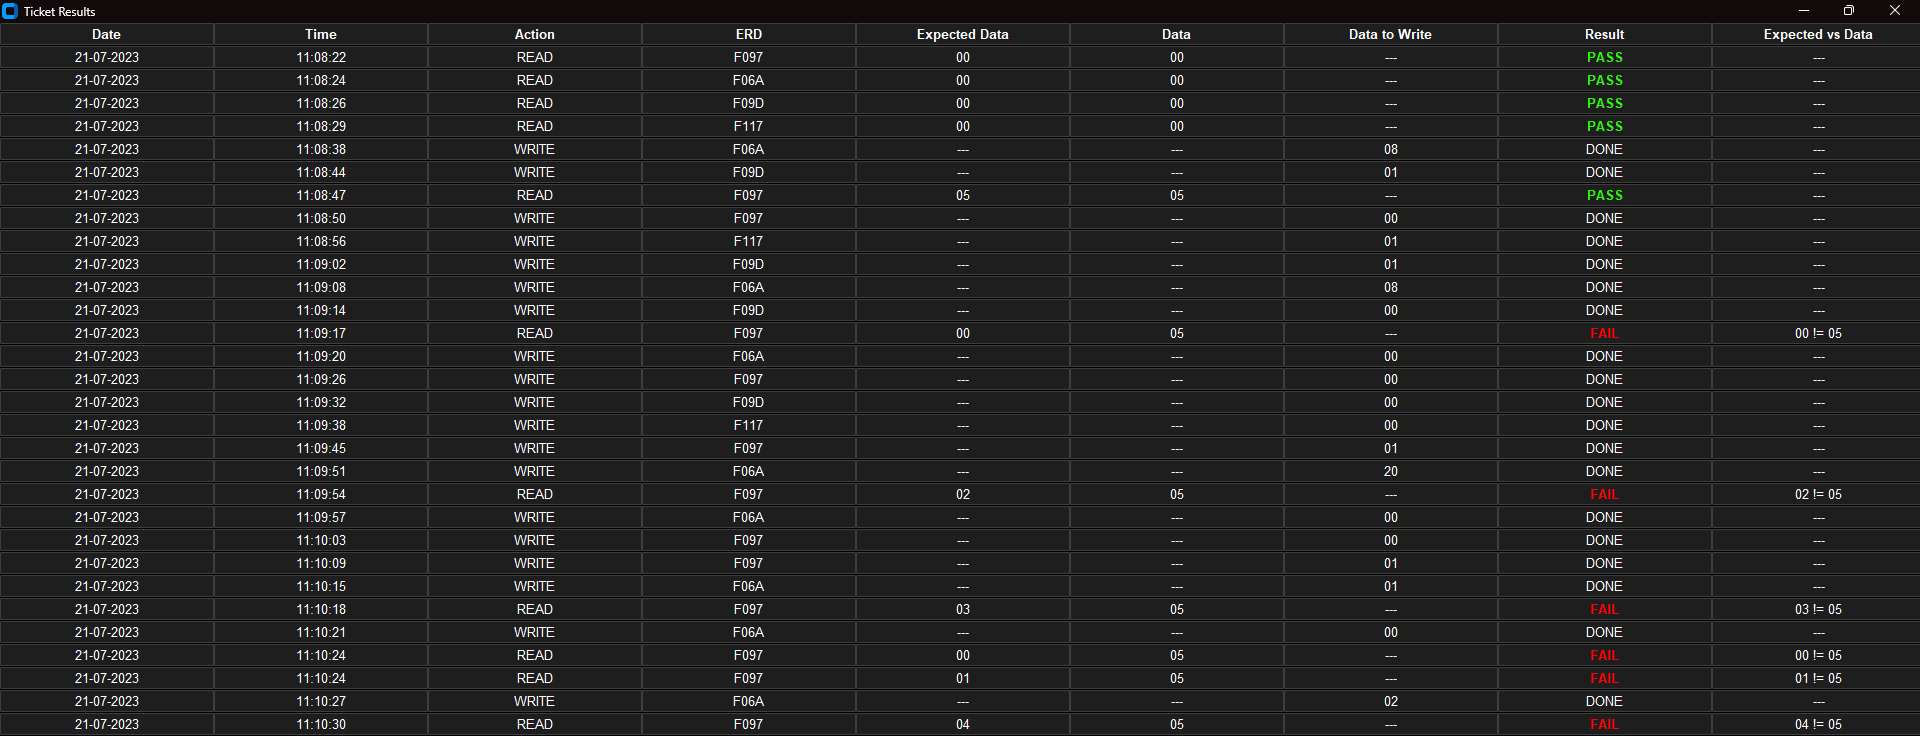 Ticket Results
Date Time Action ERD Expected Data Data Data to Write Result Expected vs Data
21-07-2023 11:08:22 READ F097 00 00 --- PASS ---
21-07-2023 11:08:24 READ F06A 00 00 --- PASS ---
21-07-2023 11:08:26 READ F09D 00 00 --- PASS ---
21-07-2023 11:08:29 READ F117 00 00 --- PASS ---
21-07-2023 11:08:38 WRITE F06A --- --- 08 DONE ---
21-07-2023 11:08:44 WRITE F09D --- --- 01 DONE ---
21-07-2023 11:08:47 READ F097 05 05 --- PASS ---
21-07-2023 11:08:50 WRITE F097 --- --- 00 DONE ---
21-07-2023 11:08:56 WRITE F117 --- --- 01 DONE ---
21-07-2023 11:09:02 WRITE F09D --- --- 01 DONE ---
21-07-2023 11:09:08 WRITE F06A --- --- 08 DONE ---
21-07-2023 11:09:14 WRITE F09D --- --- 00 DONE ---
21-07-2023 11:09:17 READ F097 00 05 --- FAIL 00 != 05
21-07-2023 11:09:20 WRITE F06A --- --- 00 DONE ---
21-07-2023 11:09:26 WRITE F097 --- --- 00 DONE ---
21-07-2023 11:09:32 WRITE F09D --- --- 00 DONE ---
21-07-2023 11:09:38 WRITE F117 --- --- 00 DONE ---
21-07-2023 11:09:45 WRITE F097 --- --- 01 DONE ---
21-07-2023 11:09:51 WRITE F06A --- --- 20 DONE ---
21-07-2023 11:09:54 READ F097 02 05 --- FAIL 02 != 05
21-07-2023 11:09:57 WRITE F06A --- --- 00 DONE ---
21-07-2023 11:10:03 WRITE F097 --- --- 00 DONE ---
21-07-2023 11:10:09 WRITE F097 --- --- 01 DONE ---
21-07-2023 11:10:15 WRITE F06A --- --- 01 DONE ---
21-07-2023 11:10:18 READ F097 03 05 --- FAIL 03 != 05
21-07-2023 11:10:21 WRITE F06A --- --- 00 DONE ---
21-07-2023 11:10:24 READ F097 00 05 --- FAIL 00 != 05
21-07-2023 11:10:24 READ F097 01 05 --- FAIL 01 != 05
21-07-2023 11:10:27 WRITE F06A --- --- 02 DONE ---
21-07-2023 11:10:30 READ F097 04 05 --- FAIL 04 != 05